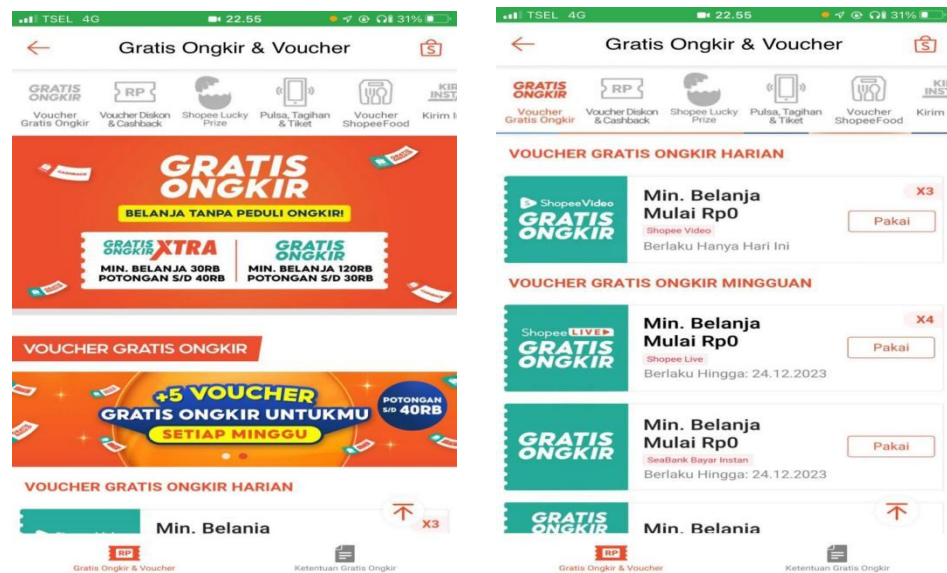 TSEL 4G 22.55 31%
Gratis Ongkir & Voucher
GRATIS
ONGKIR
RP
KIR
INST
Voucher
Gratis Ongkir
Voucher Diskon
& Cashback
Shopee Lucky
Prize
Pulsa, Tagihan
& Tiket
Voucher
ShopeeFood
Kirim I
CASHBACK
GRATIS
ONGKIR
BELANJA TANPA PEDULI ONGKIR!
GRATIS
ONGKIR XTRA
MIN. BELANJA 30RB
POTONGAN S/D 40RB
GRATIS
ONGKIR
MIN. BELANJA 120RB
POTONGAN S/D 30RB
VOUCHER GRATIS ONGKIR
+5 VOUCHER
GRATIS ONGKIR UNTUKMU
SETIAP MINGGU
POTONGAN
S/D 40RB
VOUCHER GRATIS ONGKIR HARIAN
Min. Belanja
X3
RP
Gratis Ongkir & Voucher
Ketentuan Gratis Ongkir
TSEL 4G 22.55 31%
Gratis Ongkir & Voucher
GRATIS
ONGKIR
RP
KI
INS
Voucher
Gratis Ongkir
Voucher Diskon
& Cashback
Shopee Lucky
Prize
Pulsa, Tagihan
& Tiket
Voucher
ShopeeFood
Kirim
VOUCHER GRATIS ONGKIR HARIAN
ShopeeVideo
GRATIS
ONGKIR
Min. Belanja
Mulai Rp0
Shopee Video
Berlaku Hanya Hari Ini
X3
Pakai
VOUCHER GRATIS ONGKIR MINGGUAN
Shopee LIVE
GRATIS
ONGKIR
Min. Belanja
Mulai Rp0
Shopee Live
Berlaku Hingga: 24.12.2023
X4
Pakai
GRATIS
ONGKIR
Min. Belanja
Mulai Rp0
SeaBank Bayar Instan
Berlaku Hingga: 24.12.2023
Pakai
GRATIS
ONGKIR
Min. Belanja
RP
Gratis Ongkir & Voucher
Ketentuan Gratis Ongkir